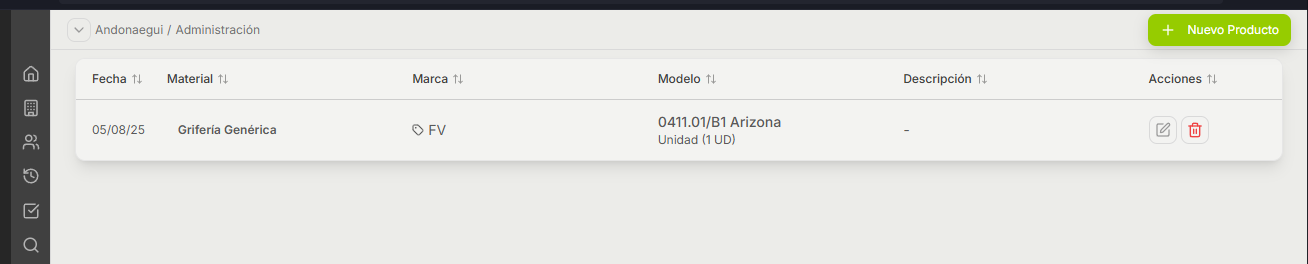 Andonaegui / Administración
Nuevo Producto
Fecha Material Marca Modelo Descripción Acciones
05/08/25 Grifería Genérica FV 0411.01/B1 Arizona -
Unidad (1 UD)